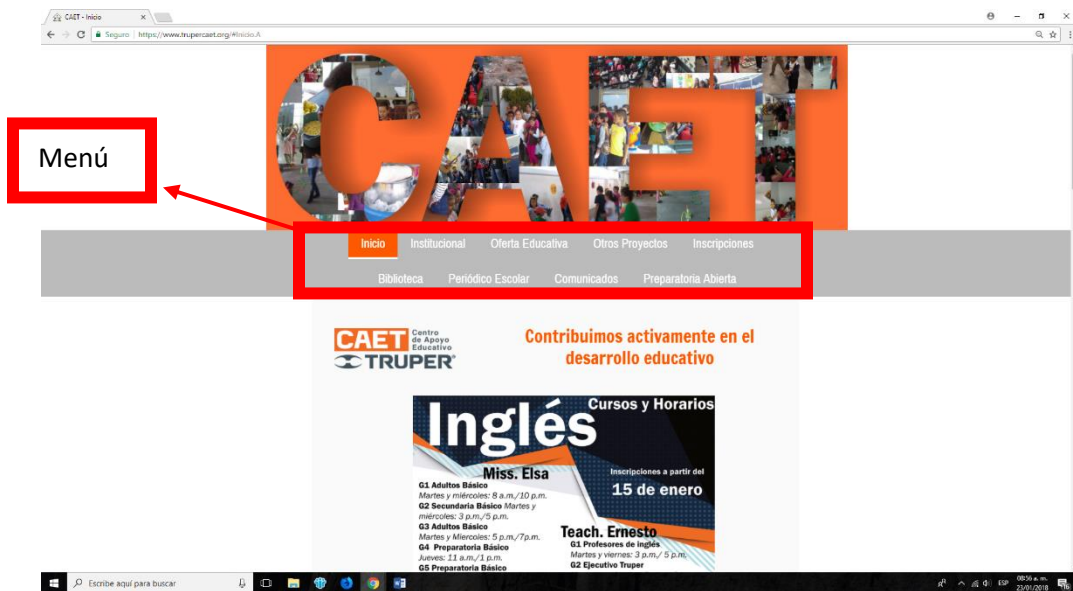 CAET - Inicio
Seguro | https://www.trupercaet.org/#Inicio.A
CAET
Menú
Inicio Institucional Oferta Educativa Otros Proyectos Inscripciones
Biblioteca Periódico Escolar Comunicados Preparatoria Abierta
CAET Centro de Apoyo Educativo
TRUPER
Contribuimos activamente en el
desarrollo educativo
Inglés
Cursos y Horarios
Inscripciones a partir del
15 de enero
Miss. Elsa
G1 Adultos Básico
Martes y miércoles: 8 a.m./10 p.m.
G2 Secundaria Básico Martes y
miércoles: 3 p.m./5 p.m.
G3 Adultos Básico
Martes y Miercoles: 5 p.m./7p.m.
G4 Preparatoria Básico
Jueves: 11 a.m./1 p.m.
G5 Preparatoria Básico
Teach. Ernesto
G1 Profesores de inglés
Martes y viernes: 3 p.m./ 5 p.m.
G2 Ejecutivo Truper
Escribe aquí para buscar
ESP
08:56 a. m.
23/01/2018